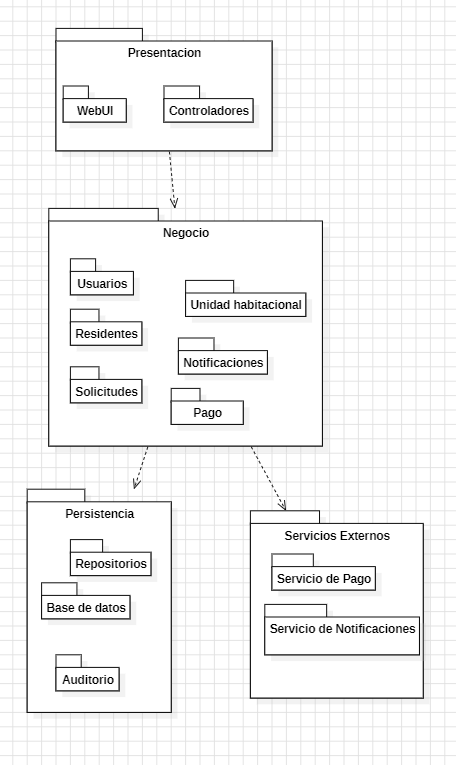 Presentacion
WebUI
Controladores
Negocio
Usuarios
Unidad habitacional
Residentes
Notificaciones
Solicitudes
Pago
Persistencia
Repositorios
Base de datos
Auditorio
Servicios Externos
Servicio de Pago
Servicio de Notificaciones